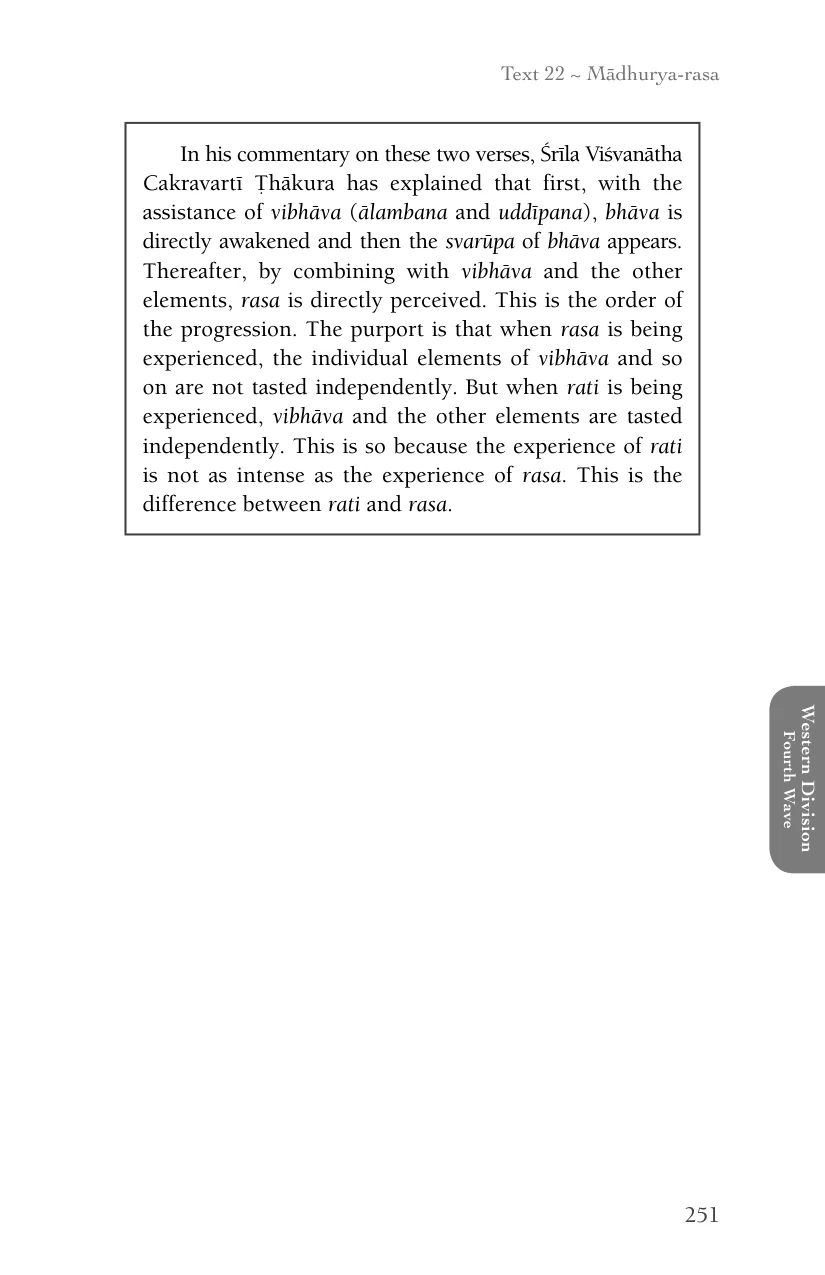 Text 22 ~ Mādhurya-rasa
In his commentary on these two verses, Śrīla Viśvanātha
Cakravartī Ṭhākura has explained that first, with the
assistance of vibhāva (ālambana and uddīpana), bhāva is
directly awakened and then the svarūpa of bhāva appears.
Thereafter, by combining with vibhāva and the other
elements, rasa is directly perceived. This is the order of
the progression. The purport is that when rasa is being
experienced, the individual elements of vibhāva and so
on are not tasted independently. But when rati is being
experienced, vibhāva and the other elements are tasted
independently. This is so because the experience of rati
is not as intense as the experience of rasa. This is the
difference between rati and rasa.
Western Division
Fourth Wave
251